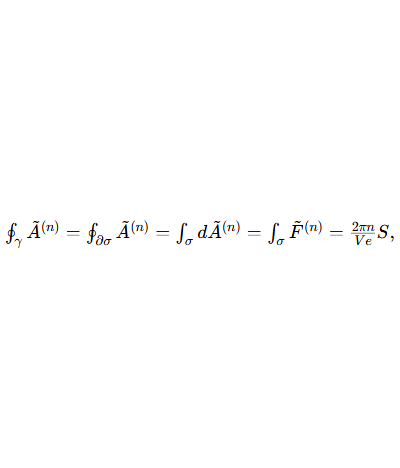 ∮_γ Ã^{(n)} = ∮_{∂σ} Ã^{(n)} = ∫_σ dÃ^{(n)} = ∫_σ F̃^{(n)} = \frac{2πn}{Ve} S,